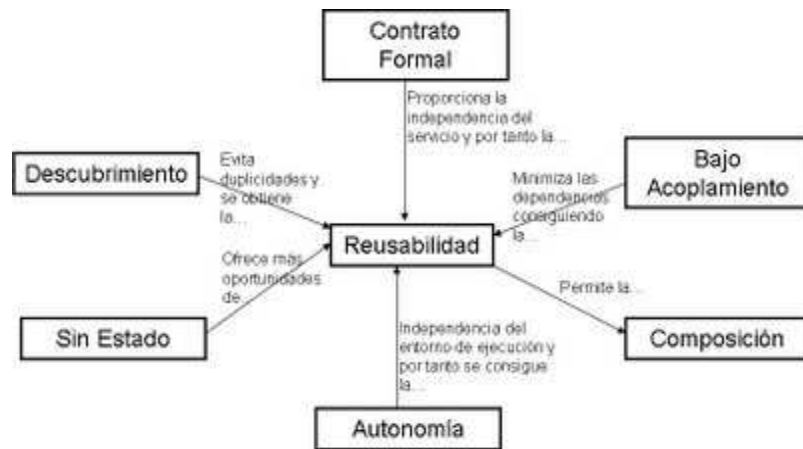 Contrato
Formal
Proporciona la
independencia del
servicio y por tanto la...
Descubrimiento
Evita
duplicidades y
se obtiene
la...
Bajo
Acoplamiento
Minimiza las
dependencias
consiguiendo
la...
Reusabilidad
Ofrece más
oportunidades
de...
Permite la...
Sin Estado
Independencia del
entorno de ejecución y
por tanto se consigue
la...
Composición
Autonomía